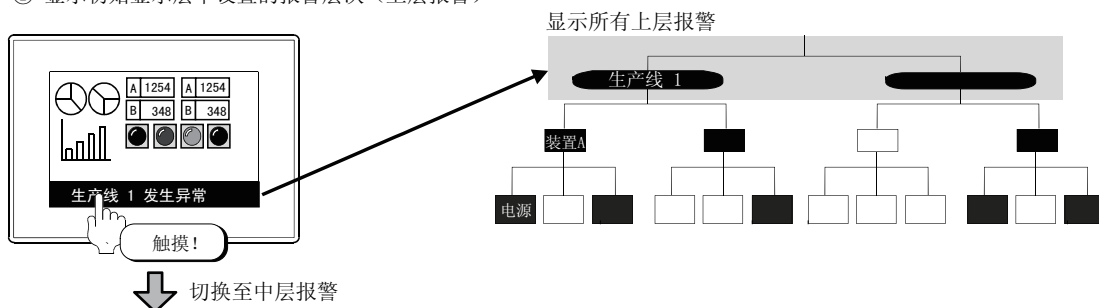 显示所有上层报警
A 1254 A 1254
B 348 B 348
生产线 1 发生异常
触摸!
切换至中层报警
生产线 1
装置A
电源